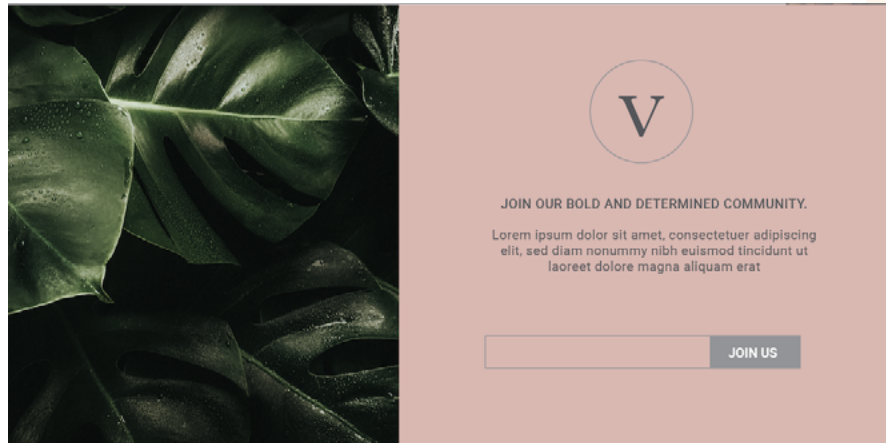 V
JOIN OUR BOLD AND DETERMINED COMMUNITY.
Lorem ipsum dolor sit amet, consectetuer adipiscing
elit, sed diam nonummy nibh euismod tincidunt ut
laoreet dolore magna aliquam erat
JOIN US